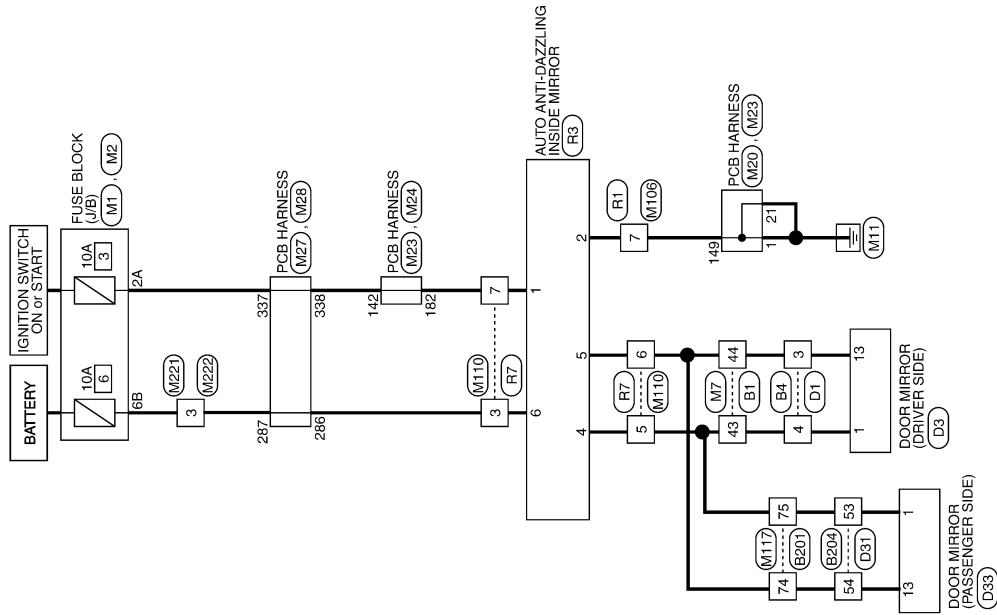 BATTERY
IGNITION SWITCH
ON or START
FUSE BLOCK
(J/B)
M1 , M2
10A
6
10A
3
6B
2A
3
M221
M222
287
286
337
338
PCB HARNESS
M27 , M28
142
182
PCB HARNESS
M23 , M24
3
M110
R7
7
6
1
AUTO ANTI-DAZZLING
INSIDE MIRROR
R3
4
5
2
5
R7
M110
6
7
R1
M106
149
1
21
PCB HARNESS
M20 , M23
M11
43
M7
B1
44
4
B4
D1
3
1
13
DOOR MIRROR
(DRIVER SIDE)
D3
74
M117
B201
75
54
B204
D31
53
13
1
DOOR MIRROR
(PASSENGER SIDE)
D33